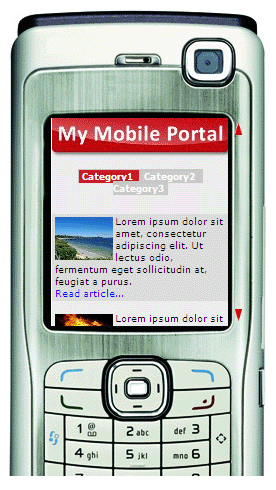 My Mobile Portal
Category1 Category2
Category3
Lorem ipsum dolor sit
amet, consectetur
adipiscing elit. Ut
lectus odio,
fermentum eget sollicitudin at,
feugiat a purus.
Read article...
Lorem ipsum dolor sit
1 @
2 abc
def 3
4 ghi
5 jkl
mno 6